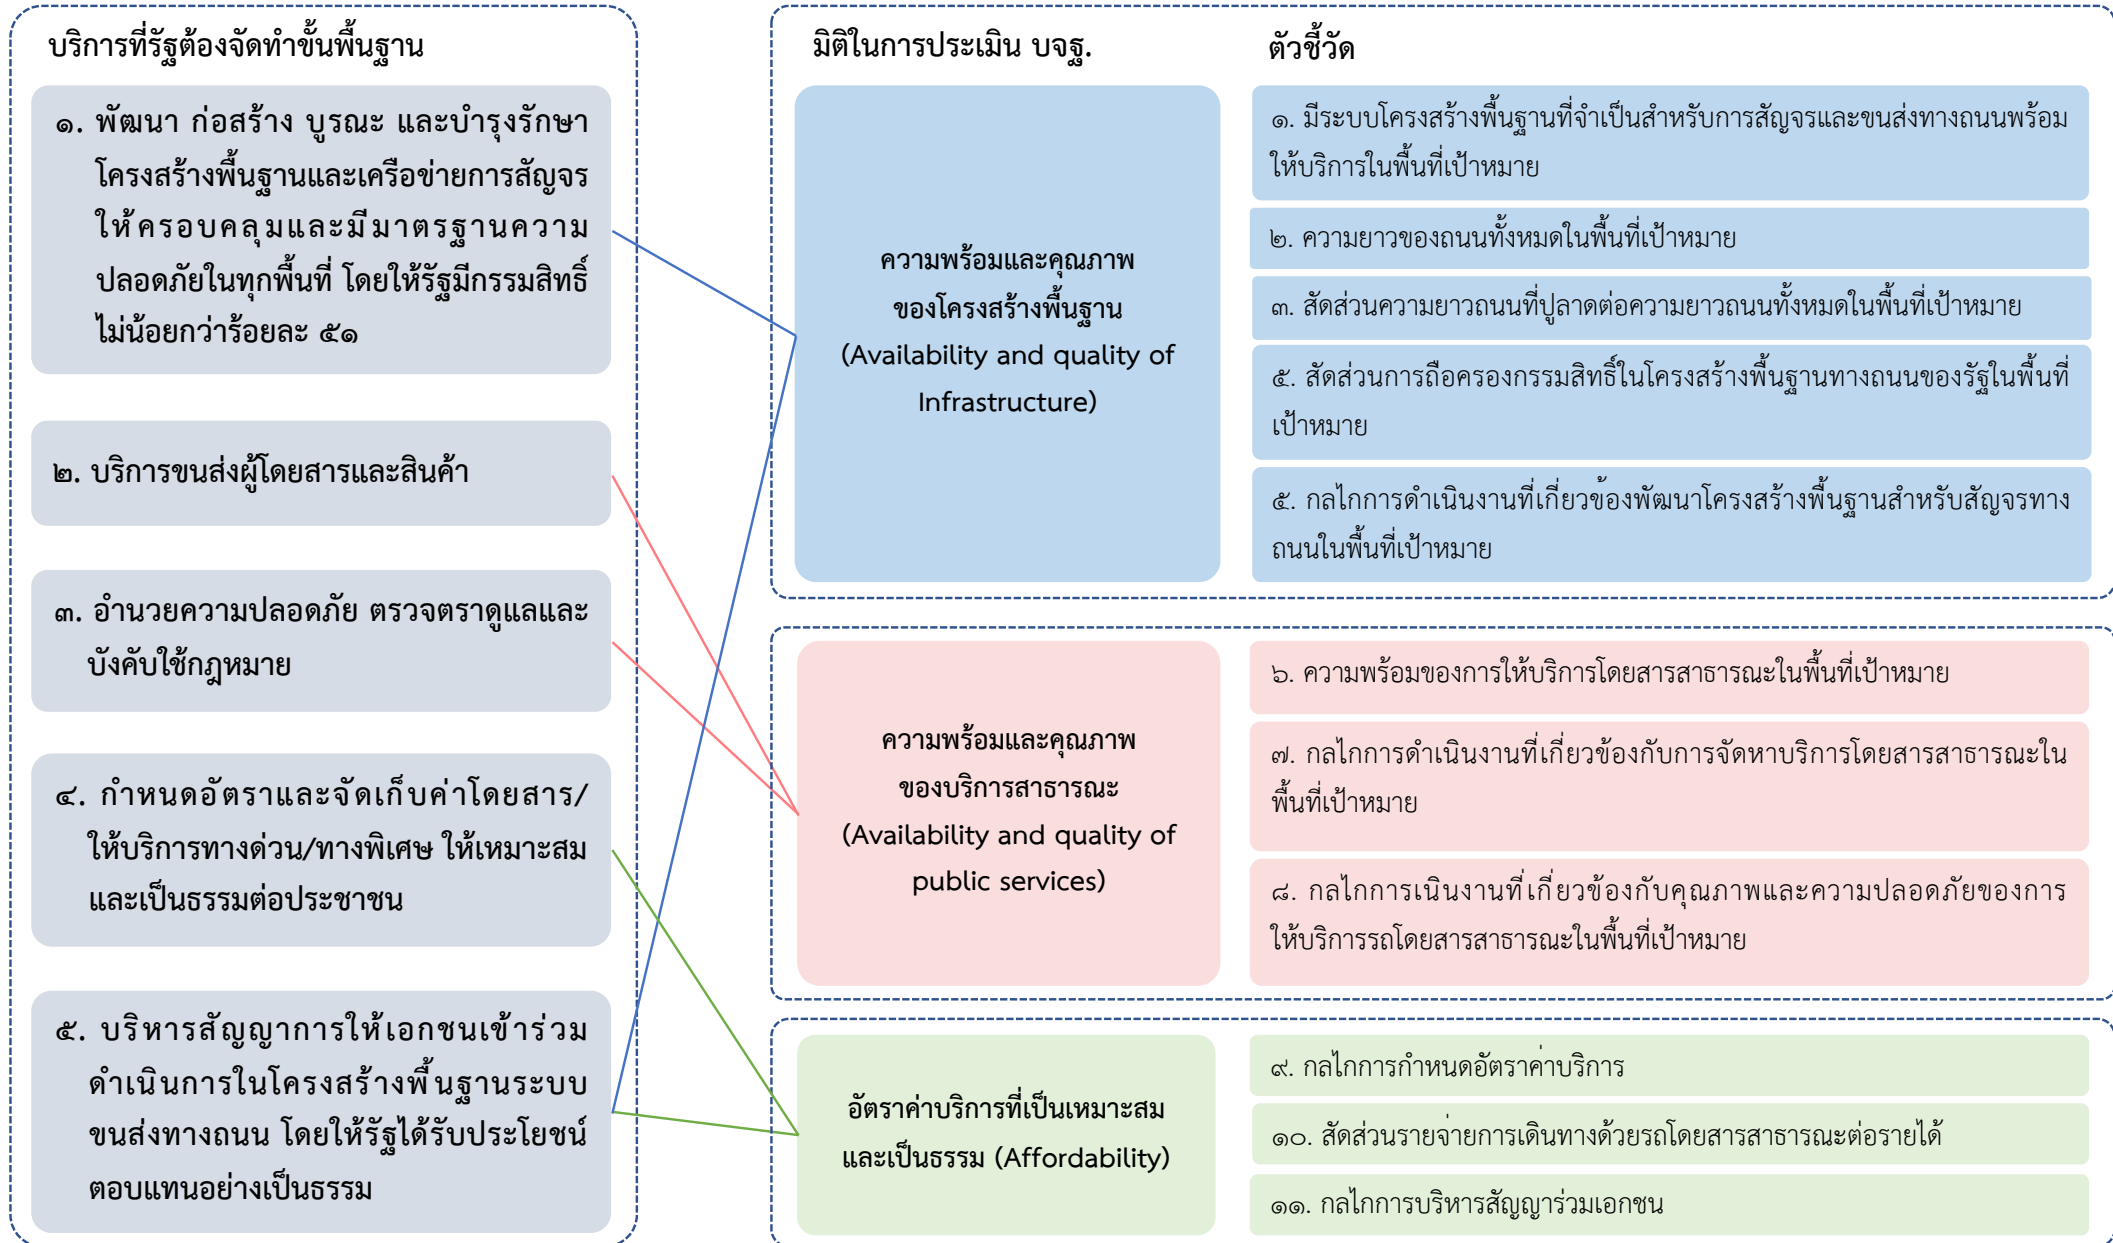 บริการที่รัฐต้องจัดทำขั้นพื้นฐาน
๑. พัฒนา ก่อสร้าง บูรณะ และบำรุงรักษา
โครงสร้างพื้นฐานและเครือข่ายการสัญจร
ให้ครอบคลุมและมีมาตรฐานความ
ปลอดภัยในทุกพื้นที่ โดยให้รัฐมีกรรมสิทธิ์
ไม่น้อยกว่าร้อยละ ๕๑
๒. บริการขนส่งผู้โดยสารและสินค้า
๓. อำนวยความปลอดภัย ตรวจตราดูแลและ
บังคับใช้กฎหมาย
๔. กำหนดอัตราและจัดเก็บค่าโดยสาร/
ให้บริการทางด่วน/ทางพิเศษ ให้เหมาะสม
และเป็นธรรมต่อประชาชน
๕. บริหารสัญญาการให้เอกชนเข้าร่วม
ดำเนินการในโครงสร้างพื้นฐานระบบ
ขนส่งทางถนน โดยให้รัฐได้รับประโยชน์
ตอบแทนอย่างเป็นธรรม
มิติในการประเมิน บจฐ.
ตัวชี้วัด
ความพร้อมและคุณภาพ
ของโครงสร้างพื้นฐาน
(Availability and quality of
Infrastructure)
๑. มีระบบโครงสร้างพื้นฐานที่จำเป็นสำหรับการสัญจรและขนส่งทางถนนพร้อม
ให้บริการในพื้นที่เป้าหมาย
๒. ความยาวของถนนทั้งหมดในพื้นที่เป้าหมาย
๓. สัดส่วนความยาวถนนที่ปูลาดต่อความยาวถนนทั้งหมดในพื้นที่เป้าหมาย
๕. สัดส่วนการถือครองกรรมสิทธิ์ในโครงสร้างพื้นฐานทางถนนของรัฐในพื้นที่
เป้าหมาย
๕. กลไกการดำเนินงานที่เกี่ยวข้องพัฒนาโครงสร้างพื้นฐานสำหรับสัญจรทาง
ถนนในพื้นที่เป้าหมาย
ความพร้อมและคุณภาพ
ของบริการสาธารณะ
(Availability and quality of
public services)
๖. ความพร้อมของการให้บริการโดยสารสาธารณะในพื้นที่เป้าหมาย
๗. กลไกการดำเนินงานที่เกี่ยวข้องกับการจัดหาบริการโดยสารสาธารณะใน
พื้นที่เป้าหมาย
๘. กลไกการเนินงานที่เกี่ยวข้องกับคุณภาพและความปลอดภัยของการ
ให้บริการรถโดยสารสาธารณะในพื้นที่เป้าหมาย
อัตราค่าบริการที่เป็นเหมาะสม
และเป็นธรรม (Affordability)
๙. กลไกการกำหนดอัตราค่าบริการ
๑๐. สัดส่วนรายจ่ายการเดินทางด้วยรถโดยสารสาธารณะต่อรายได้
๑๑. กลไกการบริหารสัญญาร่วมเอกชน